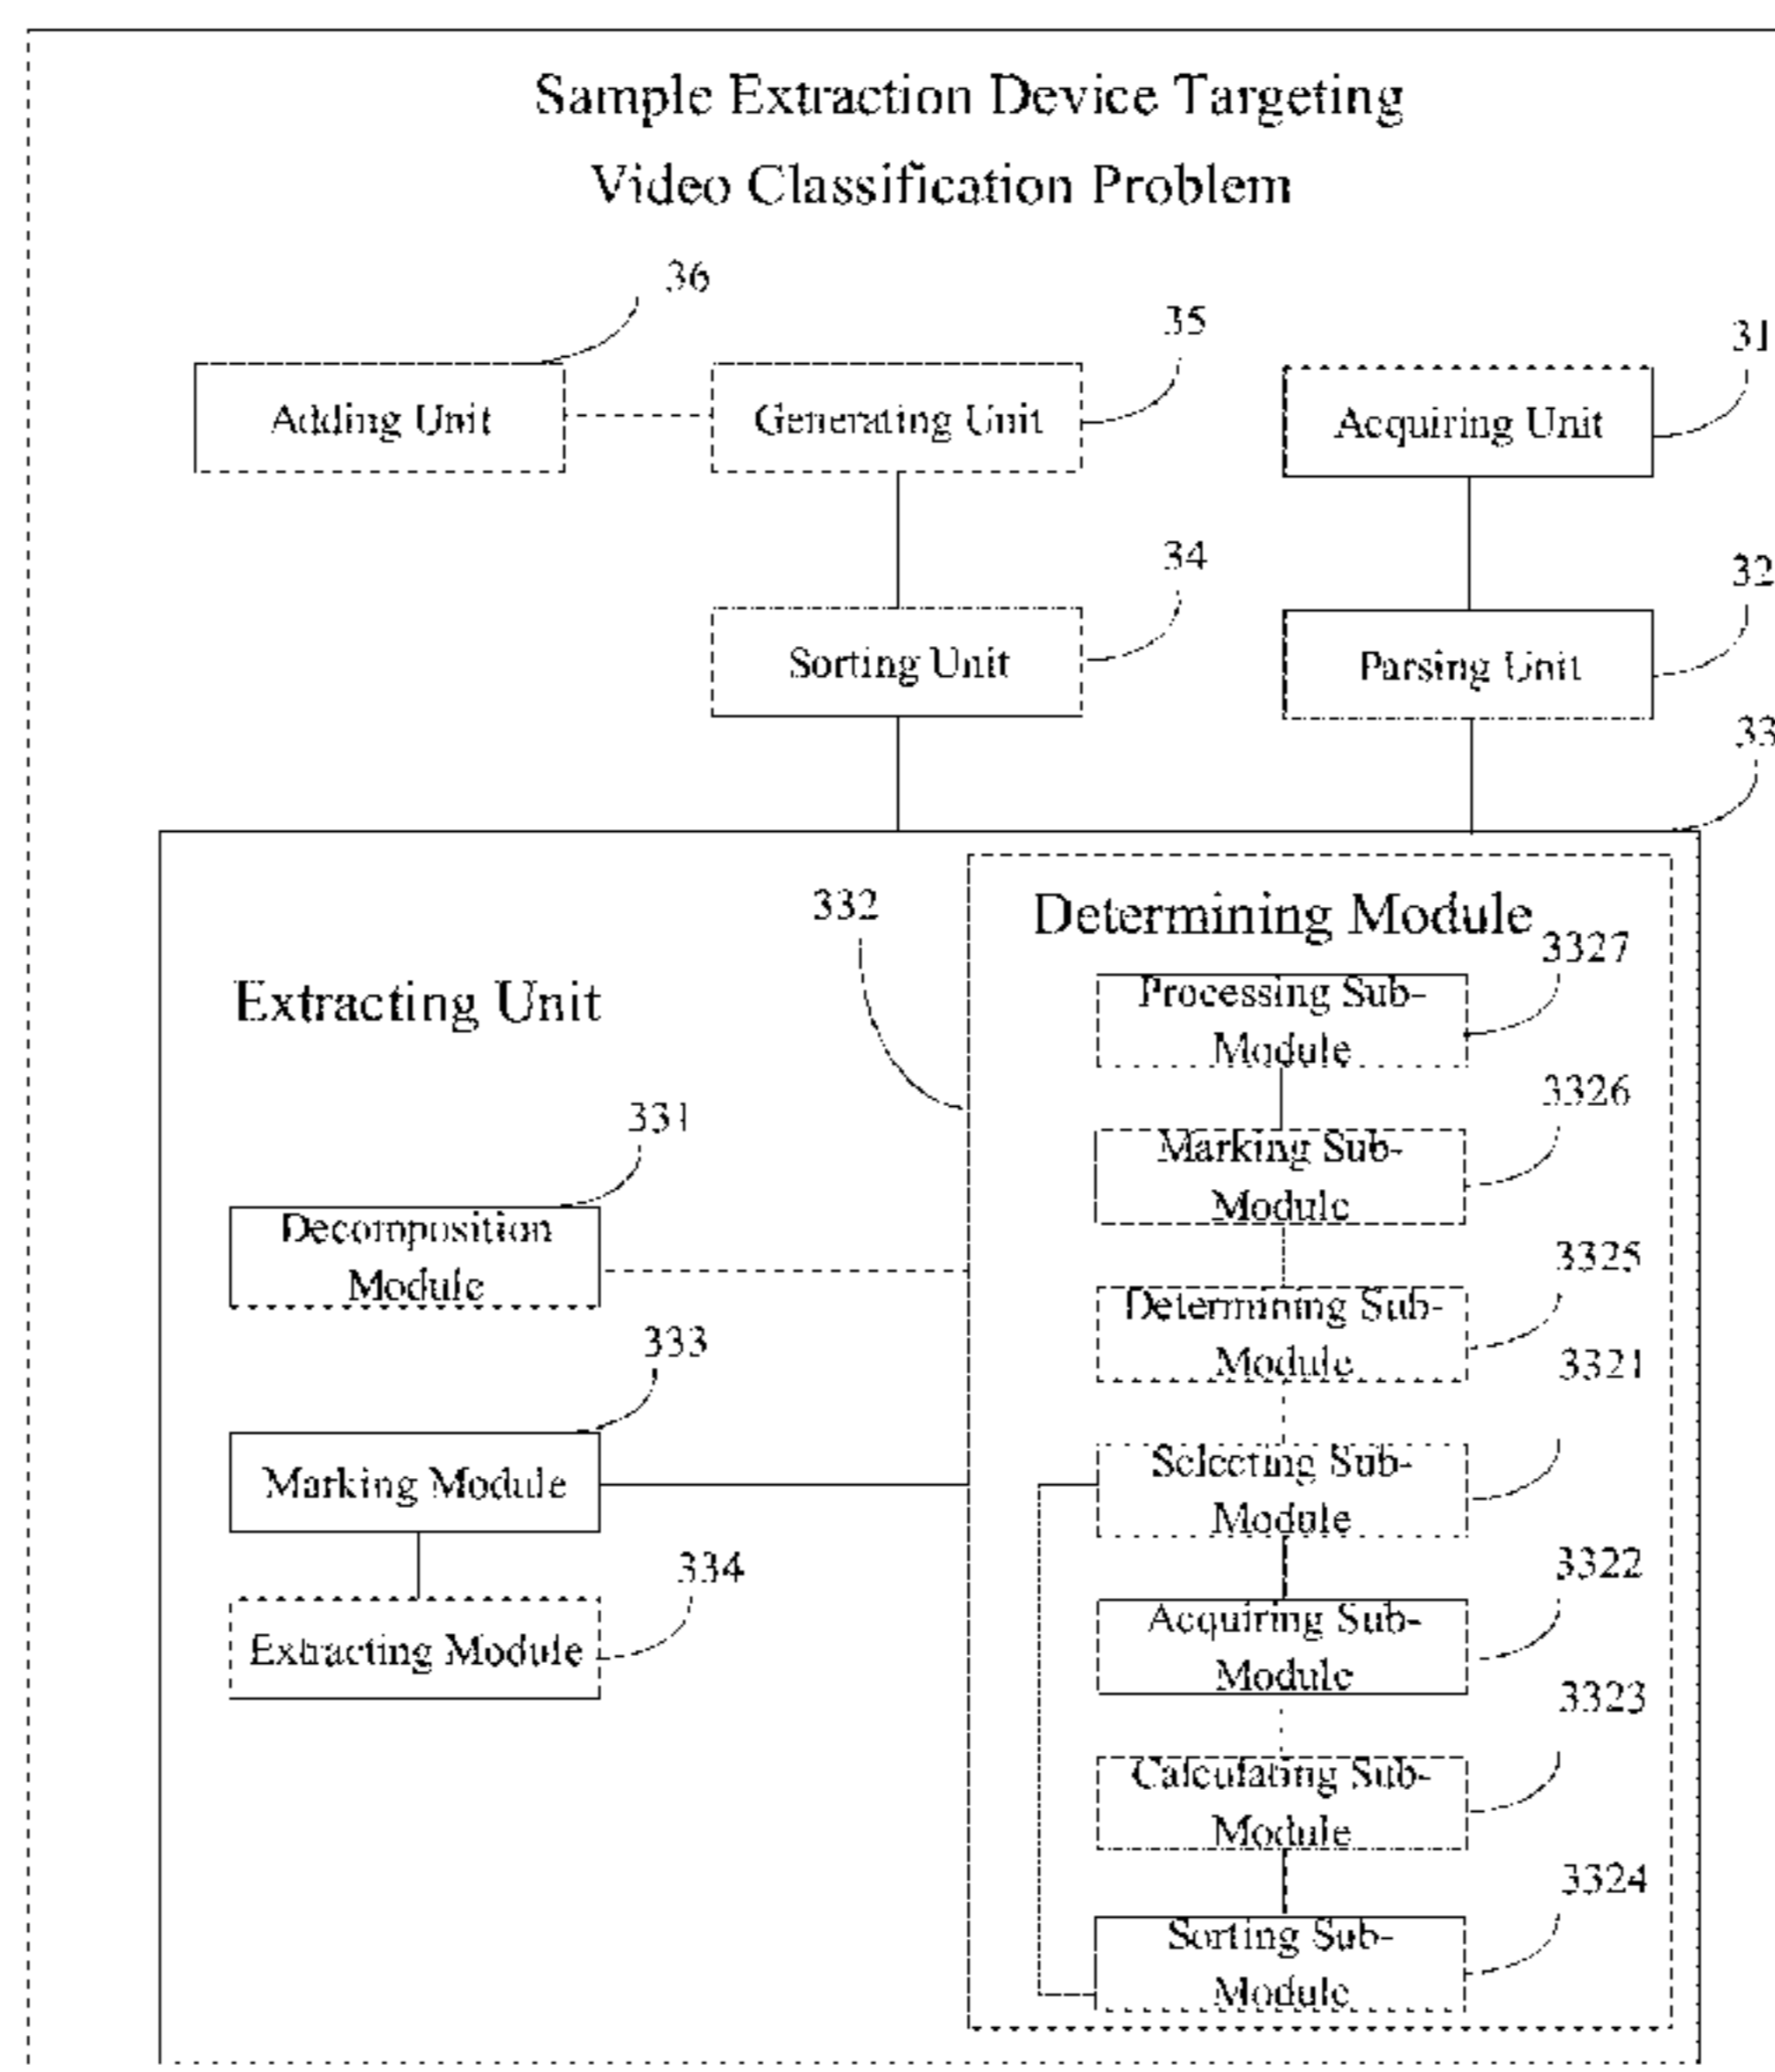 Sample Extraction Device Targeting
Video Classification Problem
36
35
31
Adding Unit
Generating Unit
Acquiring Unit
34
32
Sorting Unit
Parsing Unit
33
332
Determining Module
3327
Extracting Unit
Processing Sub-
Module
3326
331
Marking Sub-
Module
Decomposition
Module
3325
Determining Sub-
Module
333
3321
Marking Module
Selecting Sub-
Module
334
3322
Extracting Module
Acquiring Sub-
Module
3323
Calculating Sub-
Module
3324
Sorting Sub-
Module